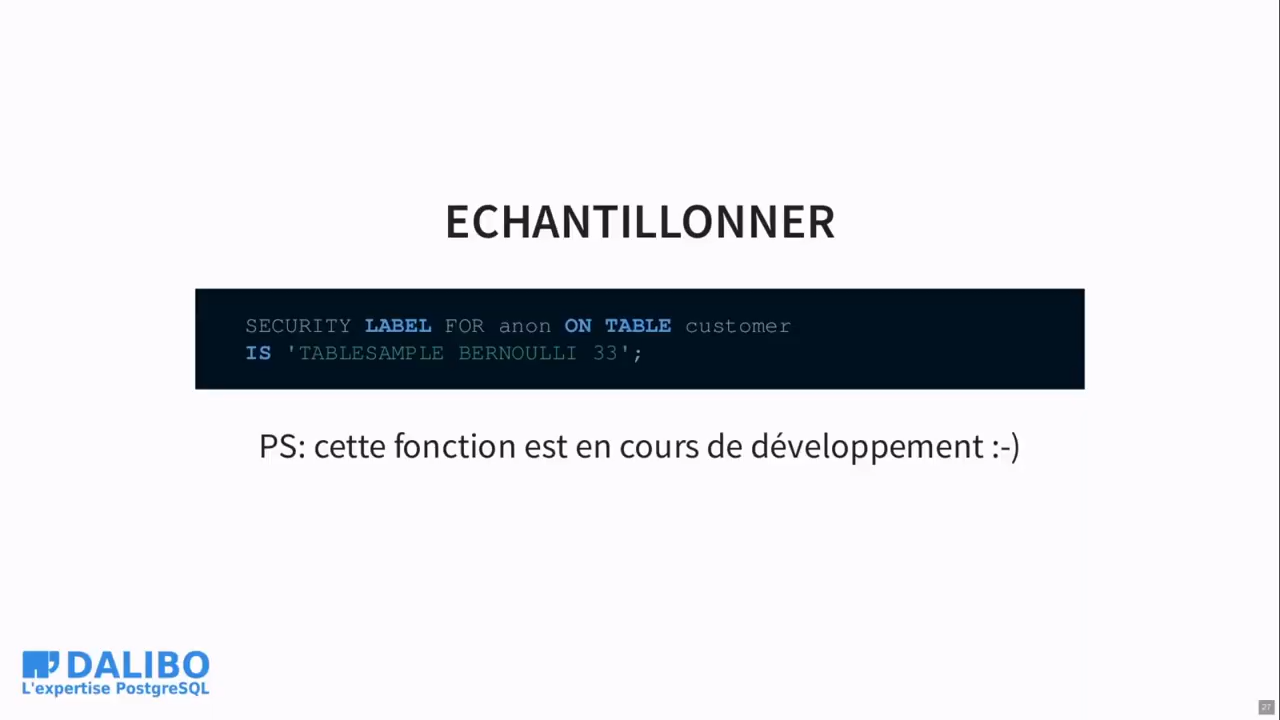 ECHANTILLONNER
SECURITY LABEL FOR anon ON TABLE customer
IS 'TABLESAMPLE BERNOULLI 33';
PS: cette fonction est en cours de développement :-)
DALIBO
L'expertise PostgreSQL
27